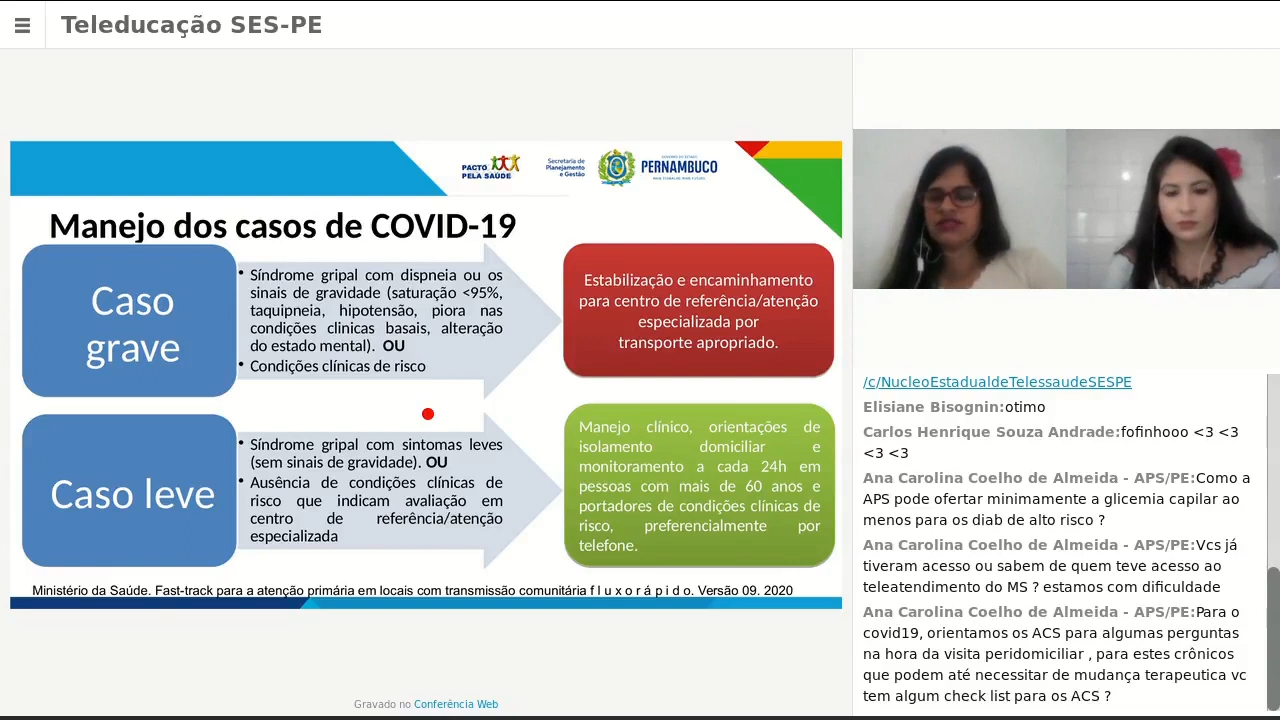 Teleducação SES-PE
PACTO
PELA SAÚDE
Secretaria de
Planejamento
e Gestão
GOVERNO DO ESTADO
PERNAMBUCO
MAIS TRABALHO, MAIS FUTURO
Manejo dos casos de COVID-19
Caso
grave
• Síndrome gripal com dispneia ou os
sinais de gravidade (saturação <95%,
taquipneia, hipotensão, piora nas
condições clinicas basais, alteração
do estado mental). OU
• Condições clínicas de risco
Estabilização e encaminhamento
para centro de referência/atenção
especializada por
transporte apropriado.
Caso leve
• Síndrome gripal com sintomas leves
(sem sinais de gravidade). OU
• Ausência de condições clínicas de
risco que indicam avaliação em
centro de referência/atenção
especializada
Manejo clínico, orientações de
isolamento domiciliar e
monitoramento a cada 24h em
pessoas com mais de 60 anos e
portadores de condições clínicas de
risco, preferencialmente por
telefone.
Ministério da Saúde. Fast-track para a atenção primária em locais com transmissão comunitária f l u x o r á p i d o. Versão 09. 2020
Gravado no Conferência Web
/c/NucleoEstadualdeTelessaudeSESPE
Elisiane Bisognin:otimo
Carlos Henrique Souza Andrade:fofinhooo <3 <3
<3 <3
Ana Carolina Coelho de Almeida - APS/PE:Como a
APS pode ofertar minimamente a glicemia capilar ao
menos para os diab de alto risco ?
Ana Carolina Coelho de Almeida - APS/PE:Vcs já
tiveram acesso ou sabem de quem teve acesso ao
teleatendimento do MS ? estamos com dificuldade
Ana Carolina Coelho de Almeida - APS/PE:Para o
covid19, orientamos os ACS para algumas perguntas
na hora da visita peridomiciliar , para estes crônicos
que podem até necessitar de mudança terapeutica vc
tem algum check list para os ACS ?